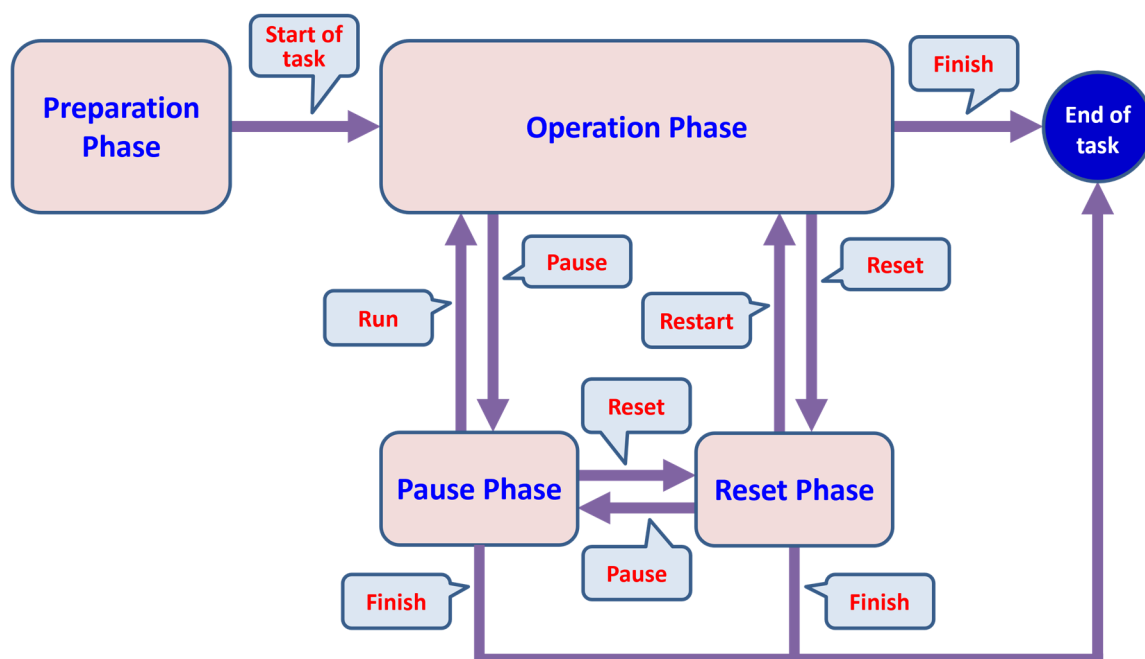 Start of
task
Finish
Preparation
Phase
Operation Phase
End of
task
Pause
Reset
Run
Restart
Reset
Pause Phase
Reset Phase
Pause
Finish
Finish